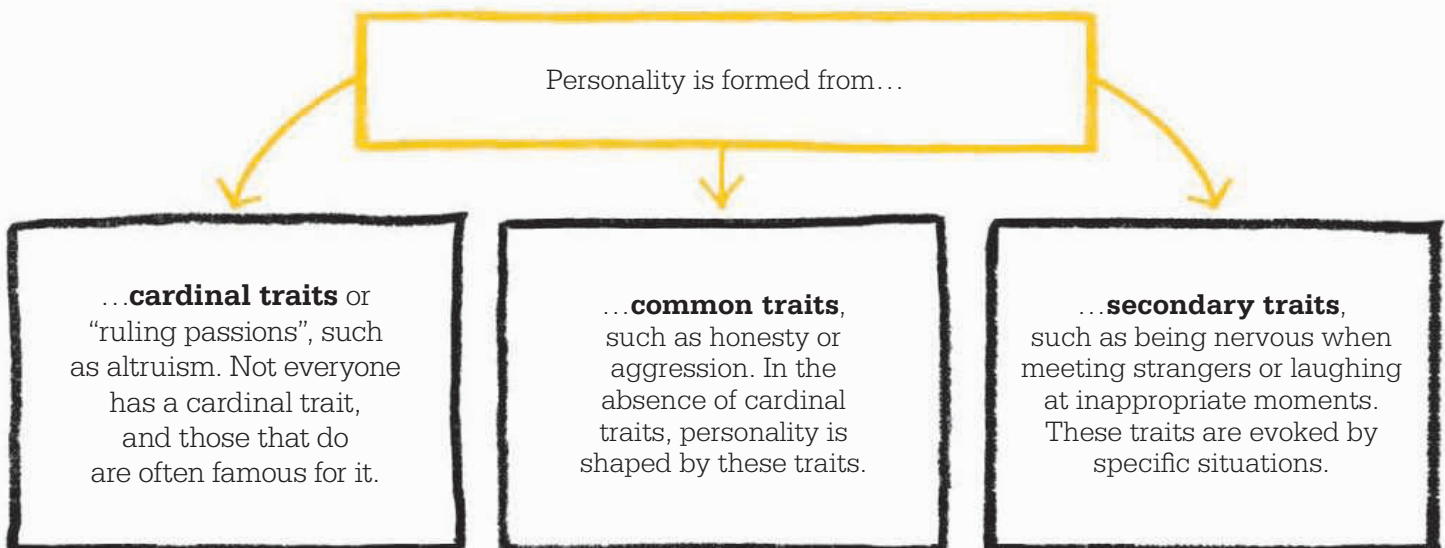 Personality is formed from…
…cardinal traits or
“ruling passions”, such
as altruism. Not everyone
has a cardinal trait,
and those that do
are often famous for it.
…common traits,
such as honesty or
aggression. In the
absence of cardinal
traits, personality is
shaped by these traits.
…secondary traits,
such as being nervous when
meeting strangers or laughing
at inappropriate moments.
These traits are evoked by
specific situations.